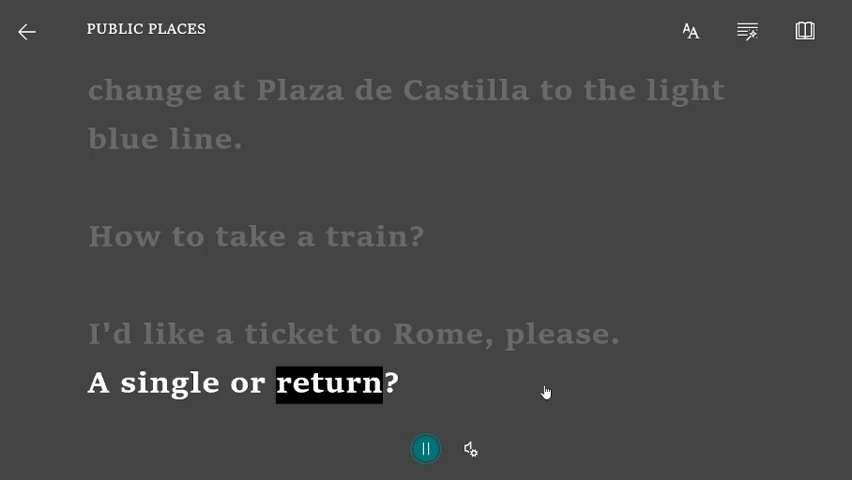 PUBLIC PLACES
change at Plaza de Castilla to the light
blue line.
How to take a train?
I'd like a ticket to Rome, please.
A single or return?